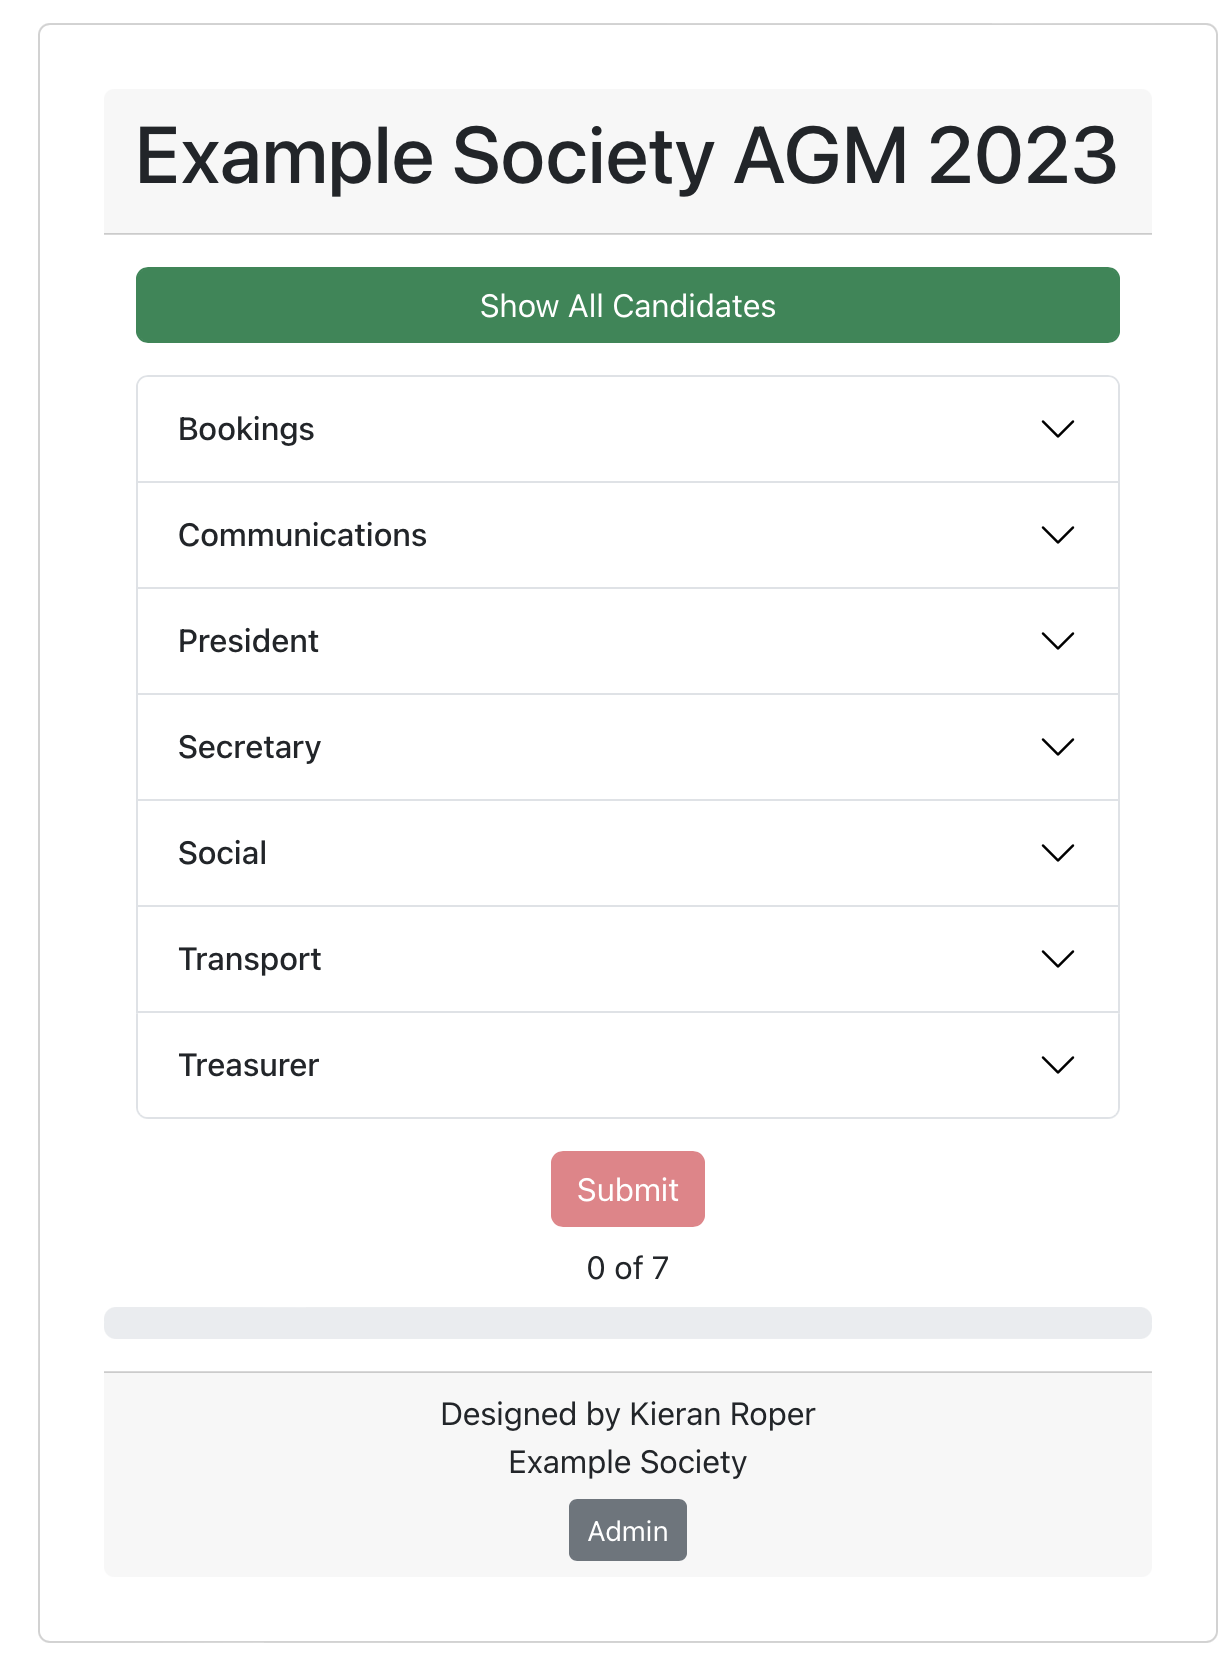 Example Society AGM 2023
Show All Candidates
Bookings
Communications
President
Secretary
Social
Transport
Treasurer
Submit
0 of 7
Designed by Kieran Roper
Example Society
Admin